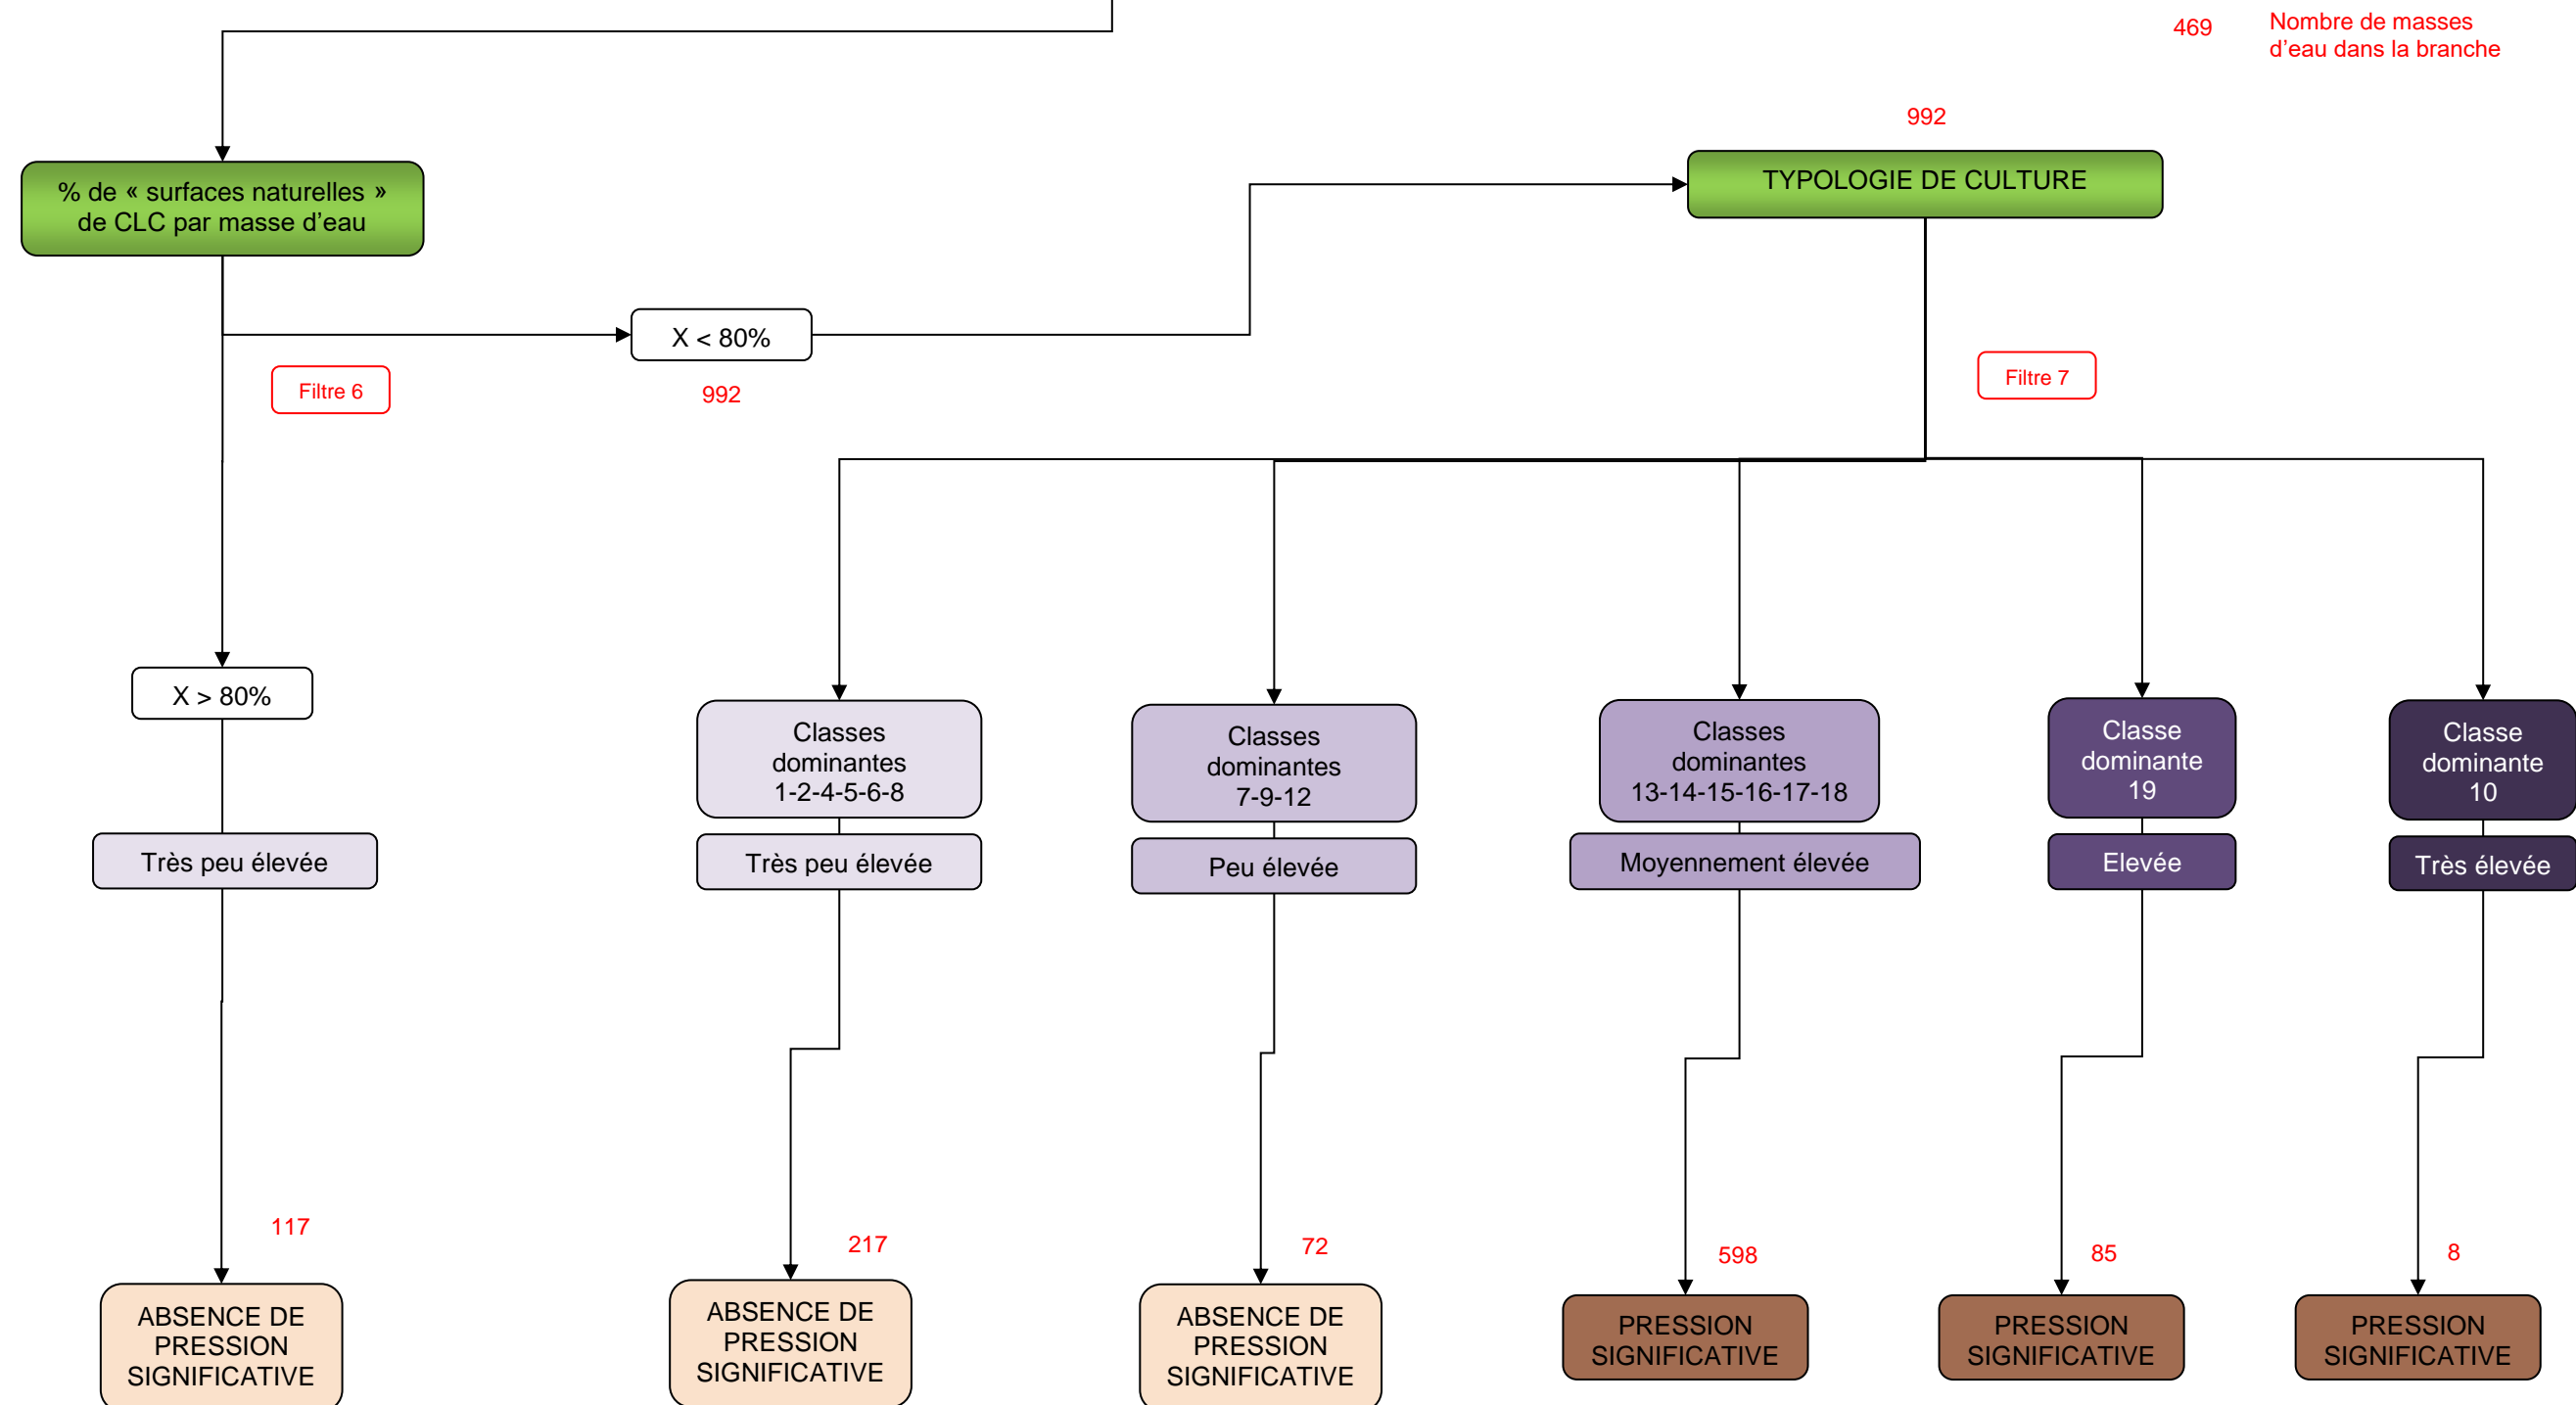 469
Nombre de masses
d'eau dans la branche
992
% de « surfaces naturelles »
de CLC par masse d'eau
TYPOLOGIE DE CULTURE
X < 80%
Filtre 6
992
Filtre 7
X > 80%
Classes
dominantes
1-2-4-5-6-8
Classes
dominantes
7-9-12
Classes
dominantes
13-14-15-16-17-18
Classe
dominante
19
Classe
dominante
10
Très peu élevée
Très peu élevée
Peu élevée
Moyennement élevée
Elevée
Très élevée
117
217
72
598
85
8
ABSENCE DE
PRESSION
SIGNIFICATIVE
ABSENCE DE
PRESSION
SIGNIFICATIVE
ABSENCE DE
PRESSION
SIGNIFICATIVE
PRESSION
SIGNIFICATIVE
PRESSION
SIGNIFICATIVE
PRESSION
SIGNIFICATIVE